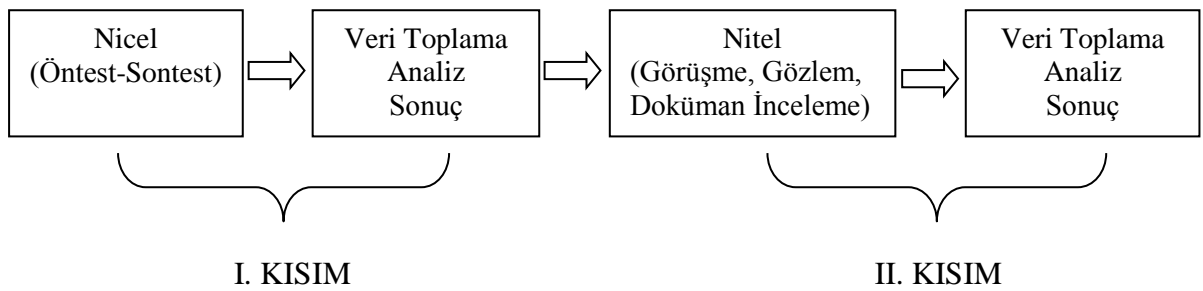 Nicel
(Öntest-Sontest)
Veri Toplama
Analiz
Sonuç
Nitel
(Görüşme, Gözlem,
Doküman İnceleme)
Veri Toplama
Analiz
Sonuç
I. KISIM
II. KISIM